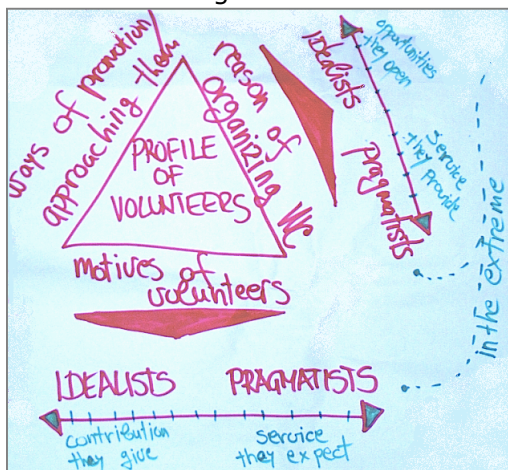 ways of promotion
approaching them
reason of
organizing WC
PROFILE
OF
VOLUNTEERS
motives of
volunteers
Idealists
opportunities
they open
pragmatists
service
they provide
in the extreme
IDEALISTS
PRAGMATISTS
contribution
they give
service
they expect